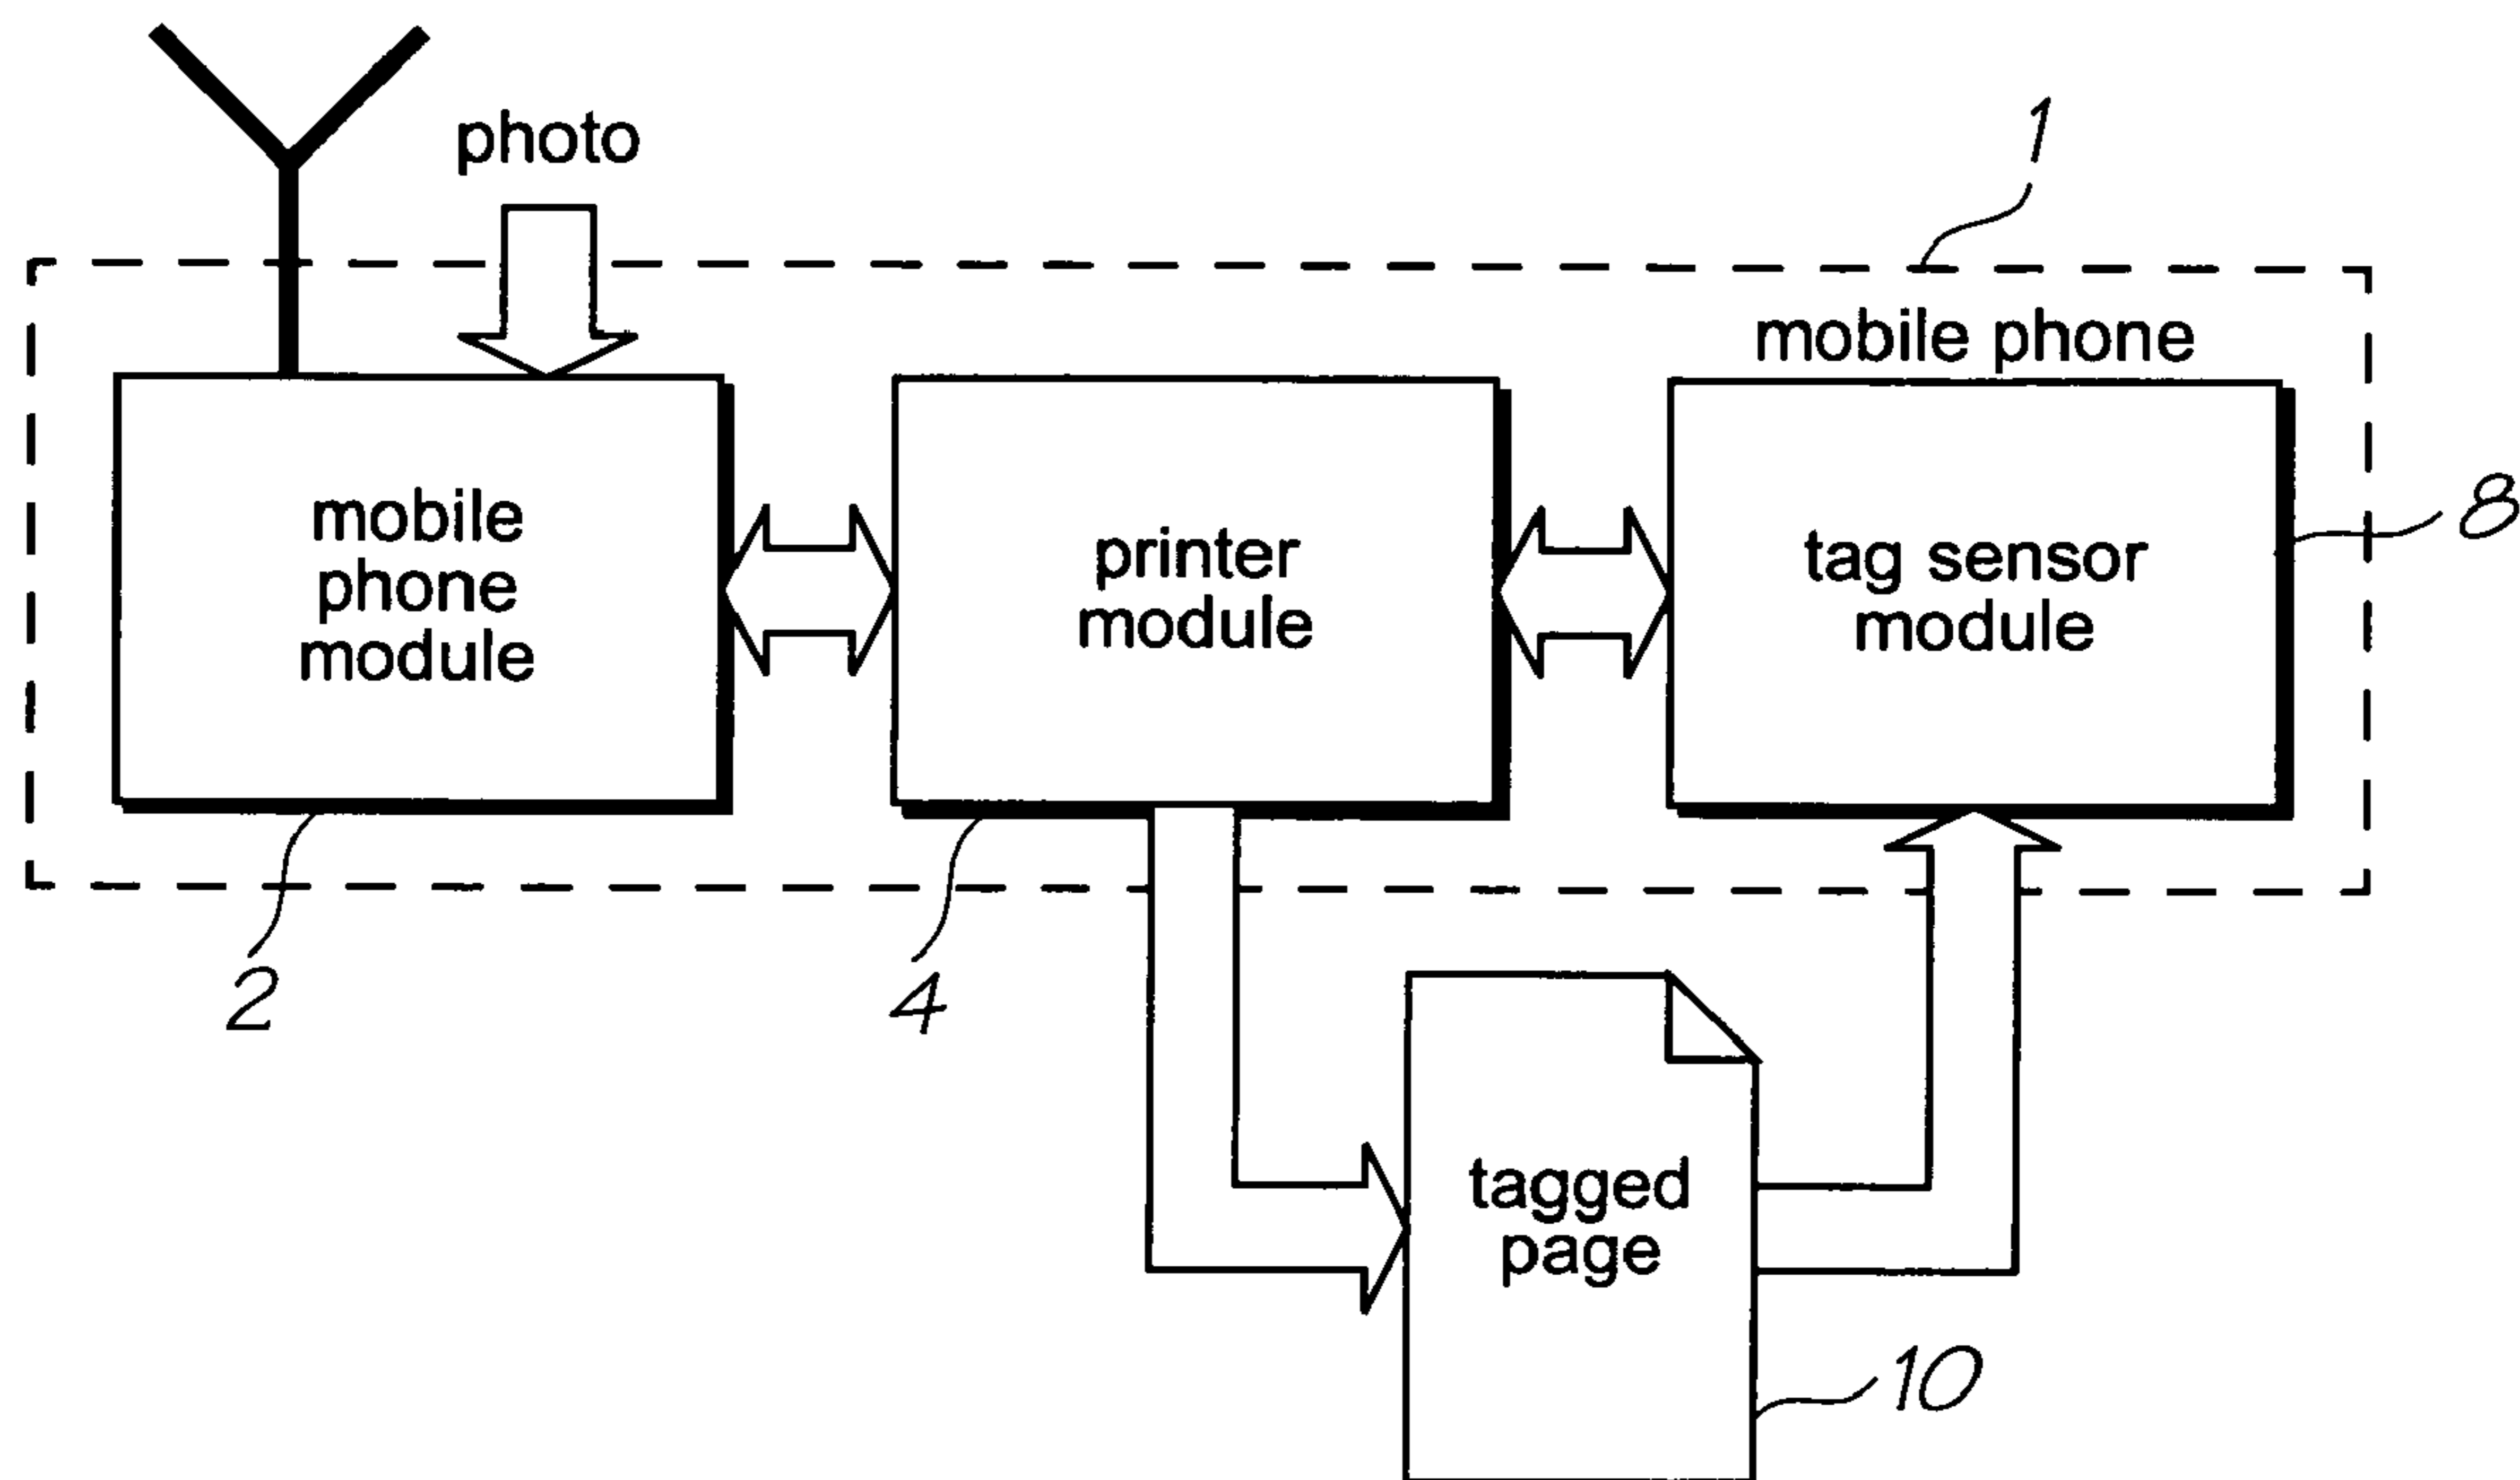 photo
1
mobile phone
mobile
phone
module
printer
module
tag sensor
module
8
2
4
tagged
page
10